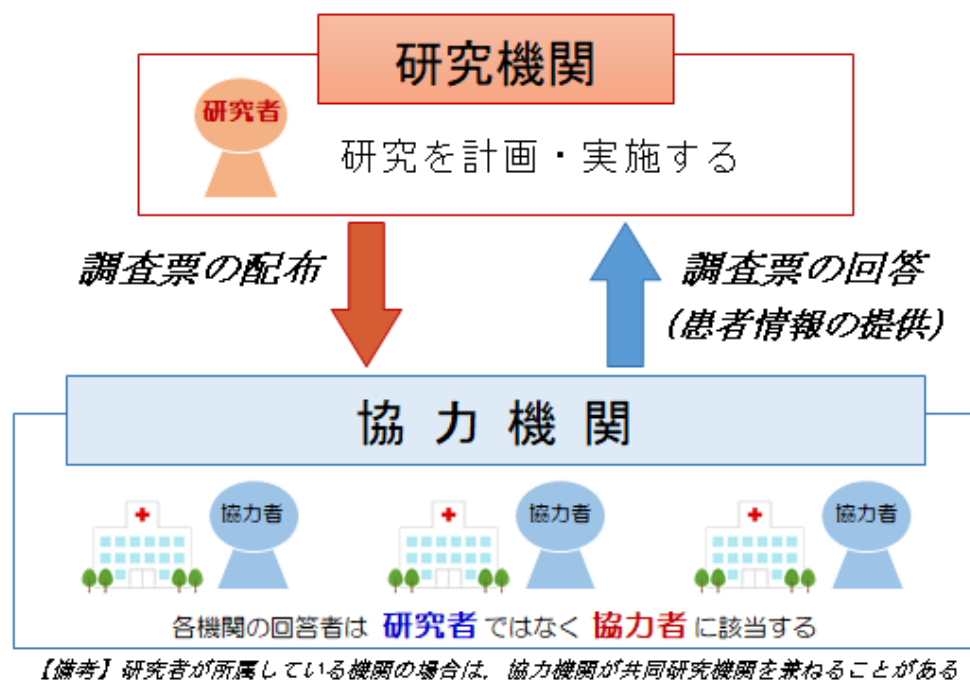 研究機関
研究者
研究を計画・実施する
調査票の配布
調査票の回答
(患者情報の提供)
協力機関
協力者
協力者
協力者
各機関の回答者は 研究者 ではなく 協力者 に該当する
【備考】研究者が所属している機関の場合は，協力機関が共同研究機関を兼ねることがある